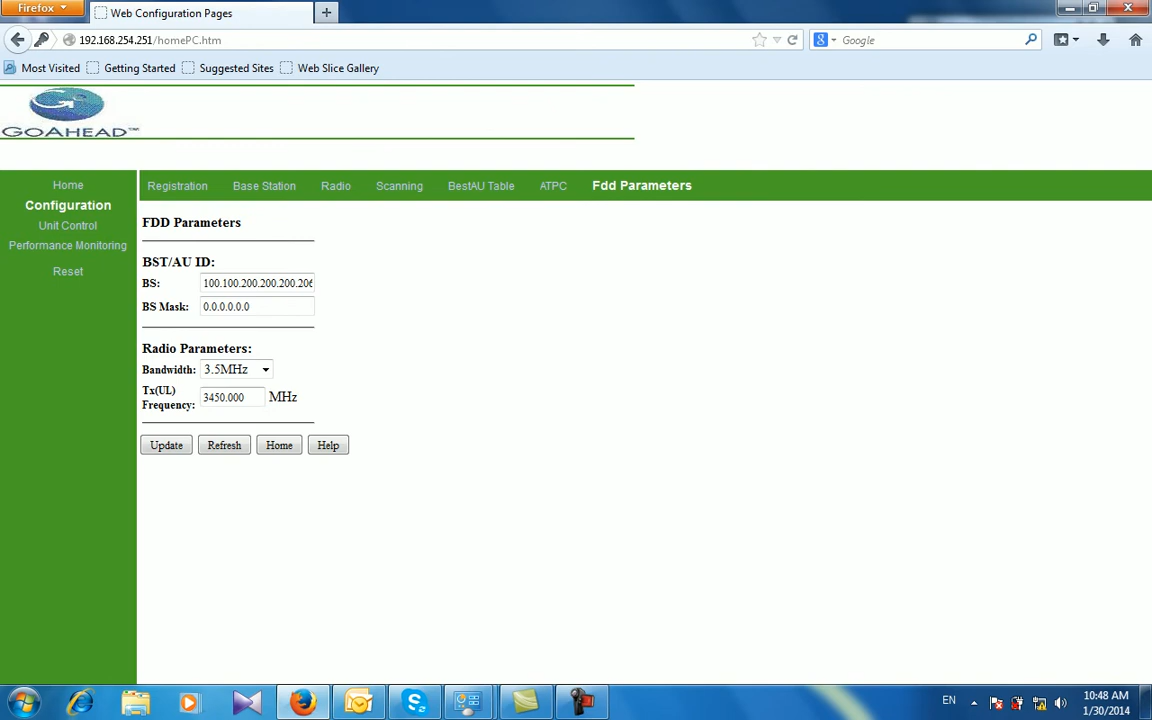 Firefox
Web Configuration Pages
192.168.254.251/homePC.htm
Google
Most Visited Getting Started Suggested Sites Web Slice Gallery
GOAHEAD™
Home
Configuration
Unit Control
Performance Monitoring
Reset
Registration Base Station Radio Scanning BestAU Table ATPC Fdd Parameters
FDD Parameters
BST/AU ID:
BS: 100.100.200.200.200.206
BS Mask: 0.0.0.0.0.0
Radio Parameters:
Bandwidth: 3.5MHz
Tx(UL)
Frequency: 3450.000 MHz
Update Refresh Home Help
EN
10:48 AM
1/30/2014